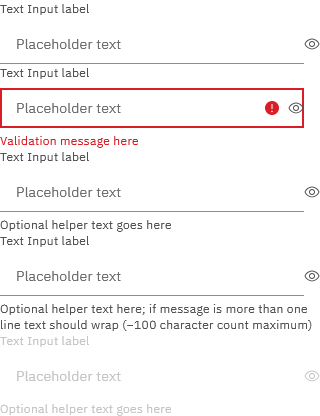 Text Input label
Placeholder text
Text Input label
Placeholder text
Validation message here
Text Input label
Placeholder text
Optional helper text goes here
Text Input label
Placeholder text
Optional helper text here; if message is more than one
line text should wrap (~100 character count maximum)
Text Input label
Placeholder text
Optional helper text goes here